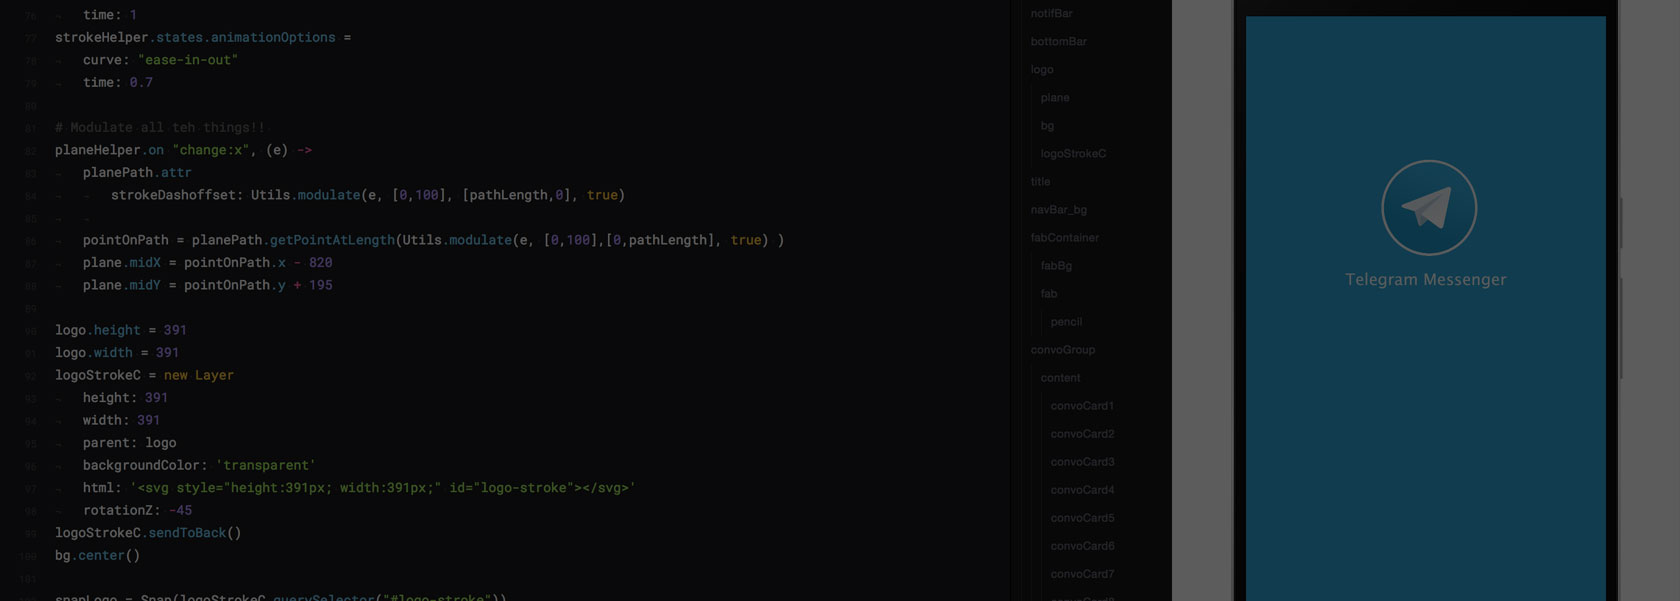 76 time: 1
77 strokeHelper.states.animationOptions =
78 curve: "ease-in-out"
79 time: 0.7
80
81 # Modulate all teh things!!
82 planeHelper.on "change:x", (e) ->
83 planePath.attr
84 strokeDashoffset: Utils.modulate(e, [0,100], [pathLength,0], true)
85
86 pointOnPath = planePath.getPointAtLength(Utils.modulate(e, [0,100],[0,pathLength], true) )
87 plane.midX = pointOnPath.x - 820
88 plane.midY = pointOnPath.y + 195
89
90 logo.height = 391
91 logo.width = 391
92 logoStrokeC = new Layer
93 height: 391
94 width: 391
95 parent: logo
96 backgroundColor: 'transparent'
97 html: '<svg style="height:391px; width:391px;" id="logo-stroke"></svg>'
98 rotationZ: -45
99 logoStrokeC.sendToBack()
100 bg.center()
101
snapLogo = Snap(logoStrokeC.querySelector("#logo-stroke"))
notifBar
bottomBar
logo
plane
bg
logoStrokeC
title
navBar_bg
fabContainer
fabBg
fab
pencil
convoGroup
content
convoCard1
convoCard2
convoCard3
convoCard4
convoCard5
convoCard6
convoCard7
Telegram Messenger